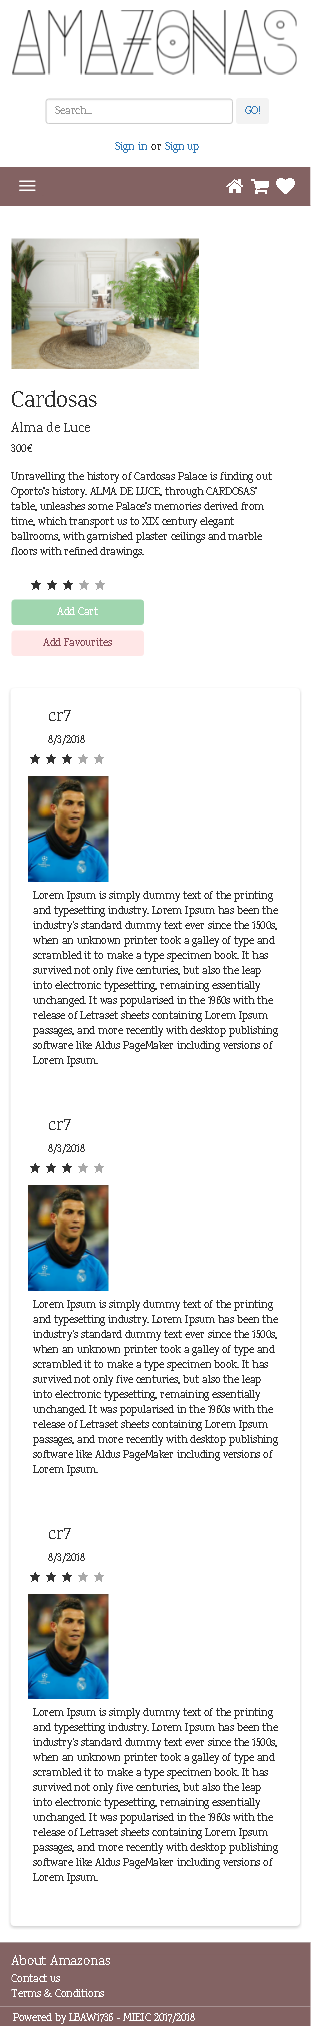 AMAZONAS
Search...
GO!
Sign in or Sign up
Cardosas
Alma de Luce
300€
Unravelling the history of Cardosas Palace is finding out
Oporto's history. ALMA DE LUCE, through CARDOSAS'
table, unleashes some Palace's memories derived from
time, which transport us to XIX century elegant
ballrooms, with garnished plaster ceilings and marble
floors with refined drawings.
Add Cart
Add Favourites
cr7
8/3/2018
Lorem Ipsum is simply dummy text of the printing
and typesetting industry. Lorem Ipsum has been the
industry's standard dummy text ever since the 1500s,
when an unknown printer took a galley of type and
scrambled it to make a type specimen book. It has
survived not only five centuries, but also the leap
into electronic typesetting, remaining essentially
unchanged. It was popularised in the 1960s with the
release of Letraset sheets containing Lorem Ipsum
passages, and more recently with desktop publishing
software like Aldus PageMaker including versions of
Lorem Ipsum.
cr7
8/3/2018
Lorem Ipsum is simply dummy text of the printing
and typesetting industry. Lorem Ipsum has been the
industry's standard dummy text ever since the 1500s,
when an unknown printer took a galley of type and
scrambled it to make a type specimen book. It has
survived not only five centuries, but also the leap
into electronic typesetting, remaining essentially
unchanged. It was popularised in the 1960s with the
release of Letraset sheets containing Lorem Ipsum
passages, and more recently with desktop publishing
software like Aldus PageMaker including versions of
Lorem Ipsum.
cr7
8/3/2018
Lorem Ipsum is simply dummy text of the printing
and typesetting industry. Lorem Ipsum has been the
industry's standard dummy text ever since the 1500s,
when an unknown printer took a galley of type and
scrambled it to make a type specimen book. It has
survived not only five centuries, but also the leap
into electronic typesetting, remaining essentially
unchanged. It was popularised in the 1960s with the
release of Letraset sheets containing Lorem Ipsum
passages, and more recently with desktop publishing
software like Aldus PageMaker including versions of
Lorem Ipsum.
About Amazonas
Contact us
Terms & Conditions
Powered by LBAW1736 - MIEIC 2017/2018